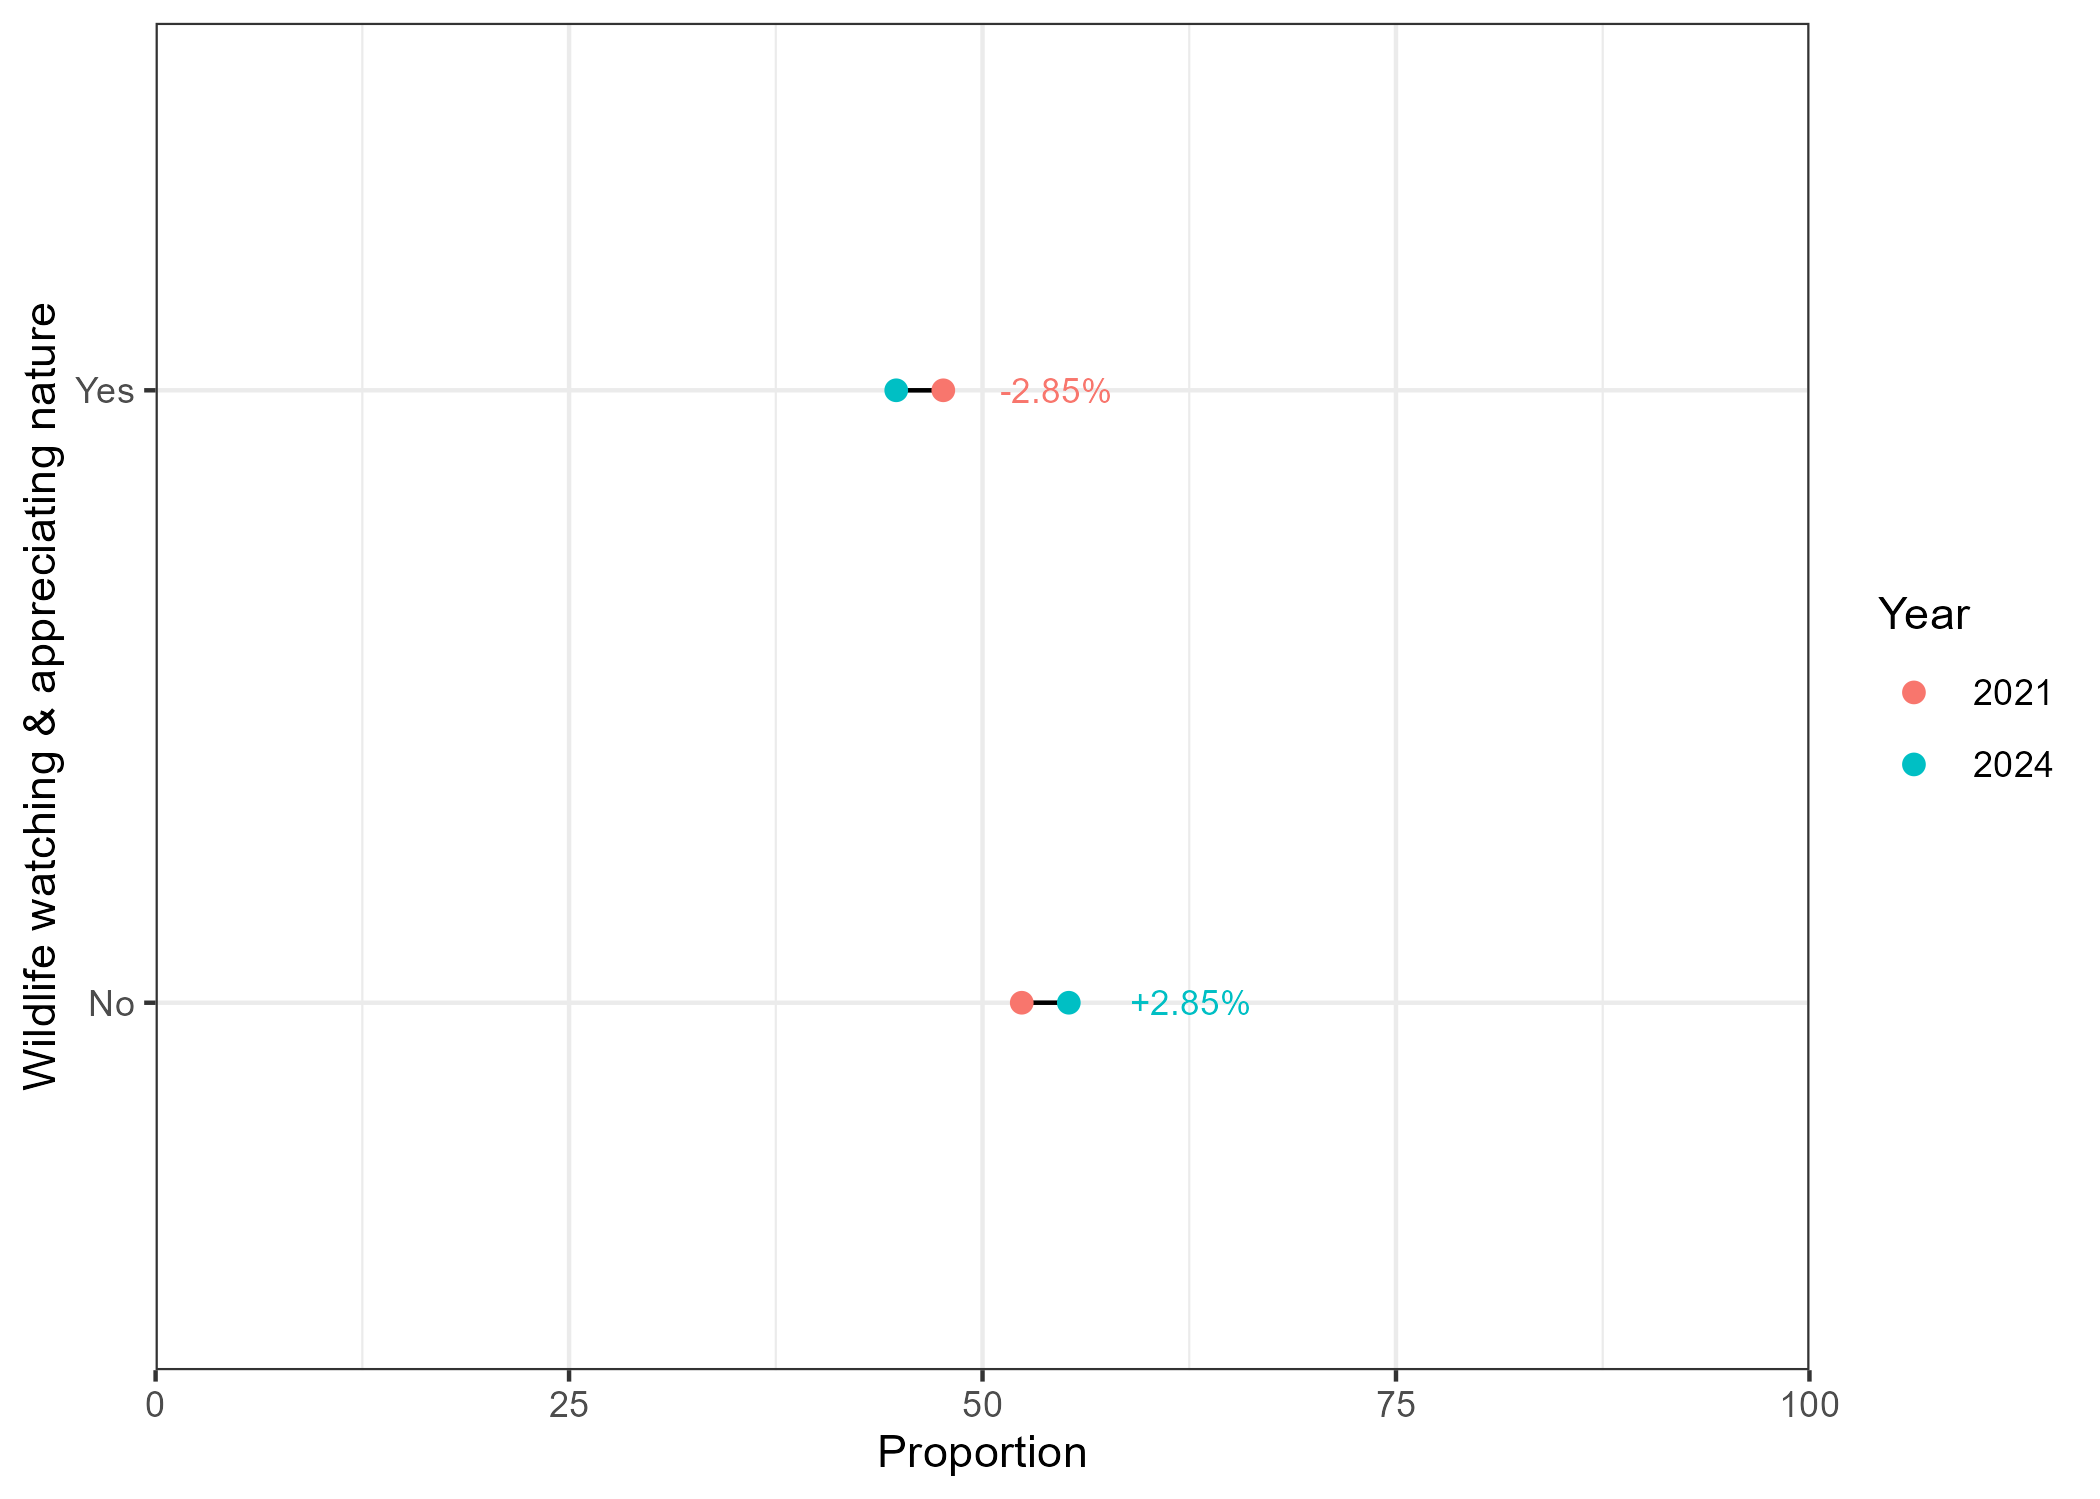 Wildlife watching & appreciating nature
Yes
-2.85%
No
+2.85%
0
25
50
75
100
Proportion
Year
2021
2024